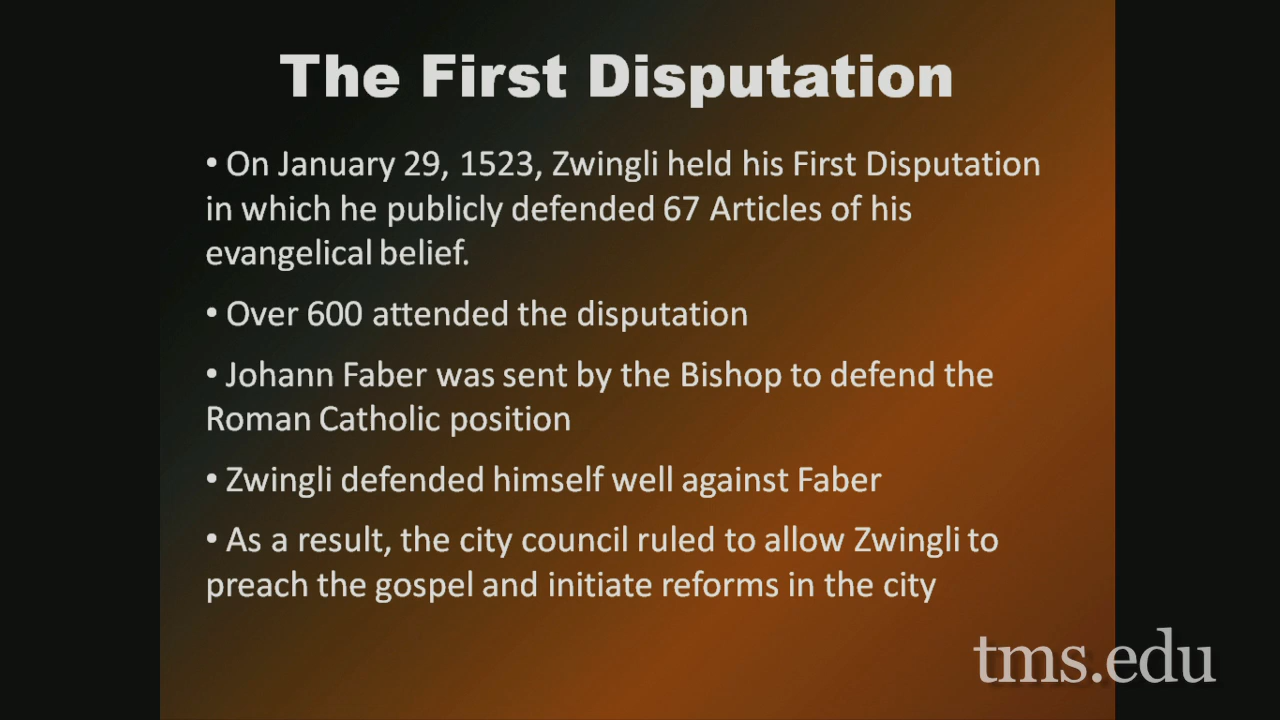 The First Disputation
• On January 29, 1523, Zwingli held his First Disputation
in which he publicly defended 67 Articles of his
evangelical belief.
• Over 600 attended the disputation
• Johann Faber was sent by the Bishop to defend the
Roman Catholic position
• Zwingli defended himself well against Faber
• As a result, the city council ruled to allow Zwingli to
preach the gospel and initiate reforms in the city
tms.edu